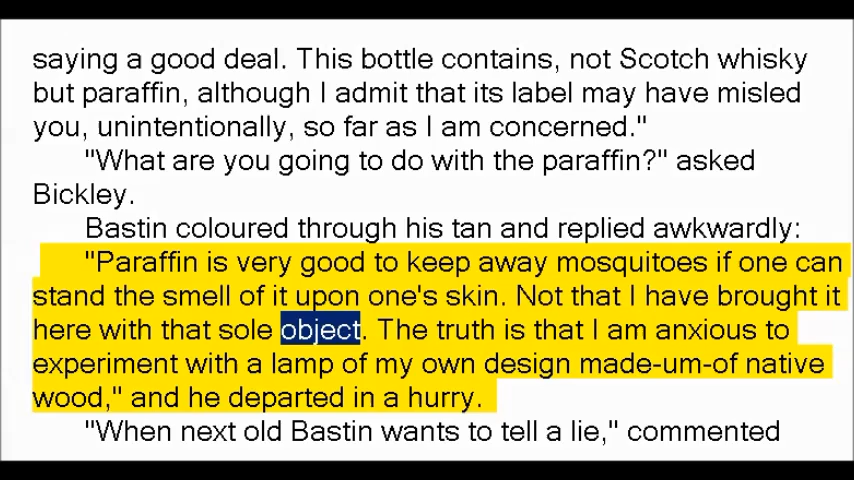 saying a good deal. This bottle contains, not Scotch whisky
but paraffin, although I admit that its label may have misled
you, unintentionally, so far as I am concerned."
"What are you going to do with the paraffin?" asked
Bickley.
Bastin coloured through his tan and replied awkwardly:
"Paraffin is very good to keep away mosquitoes if one can
stand the smell of it upon one's skin. Not that I have brought it
here with that sole object. The truth is that I am anxious to
experiment with a lamp of my own design made-um-of native
wood," and he departed in a hurry.
"When next old Bastin wants to tell a lie," commented